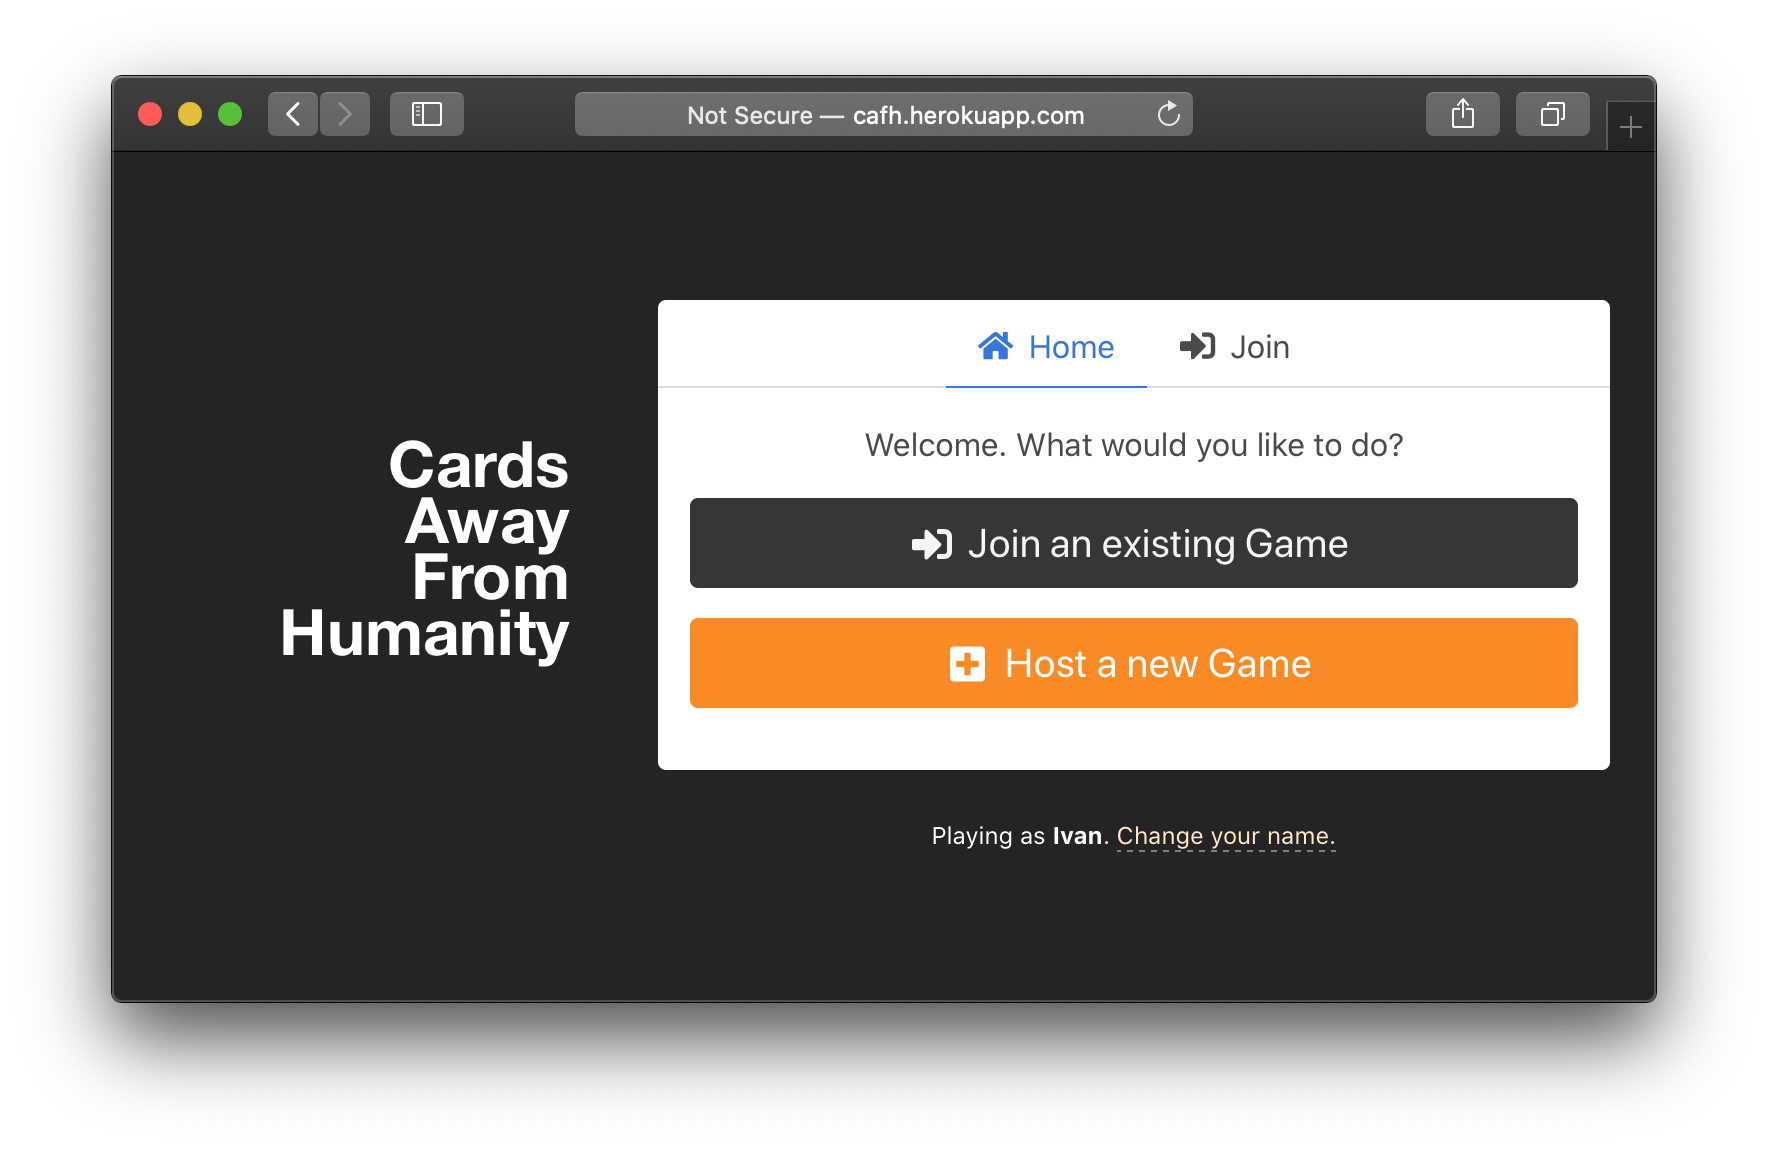 Not Secure — cafh.herokuapp.com
Cards
Away
From
Humanity
Home
Join
Welcome. What would you like to do?
Join an existing Game
Host a new Game
Playing as Ivan. Change your name.